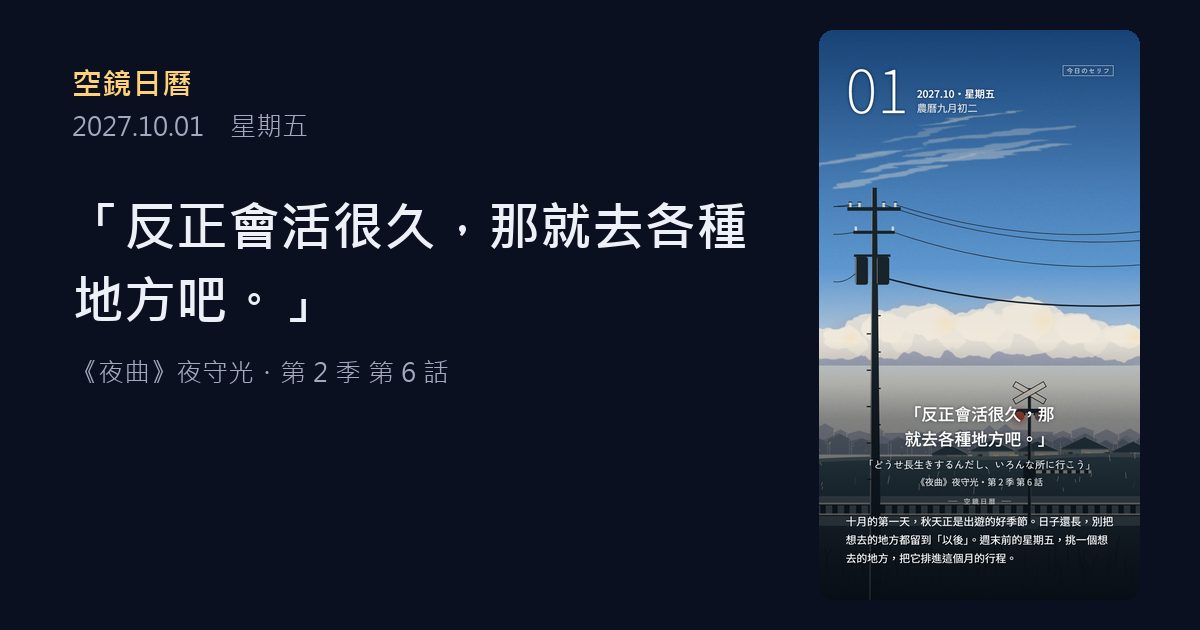 空鏡日曆
2027.10.01 星期五
「反正會活很久，那就去各種
地方吧。」
《夜曲》夜守光 · 第 2 季 第 6 話
01
2027.10・星期五
農曆九月初二
今日のセリフ
「反正會活很久，那
就去各種地方吧。」
「どうせ長生きするんだし、いろんな所に行こう」
《夜曲》夜守光・第 2 季 第 6 話
空鏡日曆
十月的第一天，秋天正是出遊的好季節。日子還長，別把
想去的地方都留到「以後」。週末前的星期五，挑一個想
去的地方，把它排進這個月的行程。